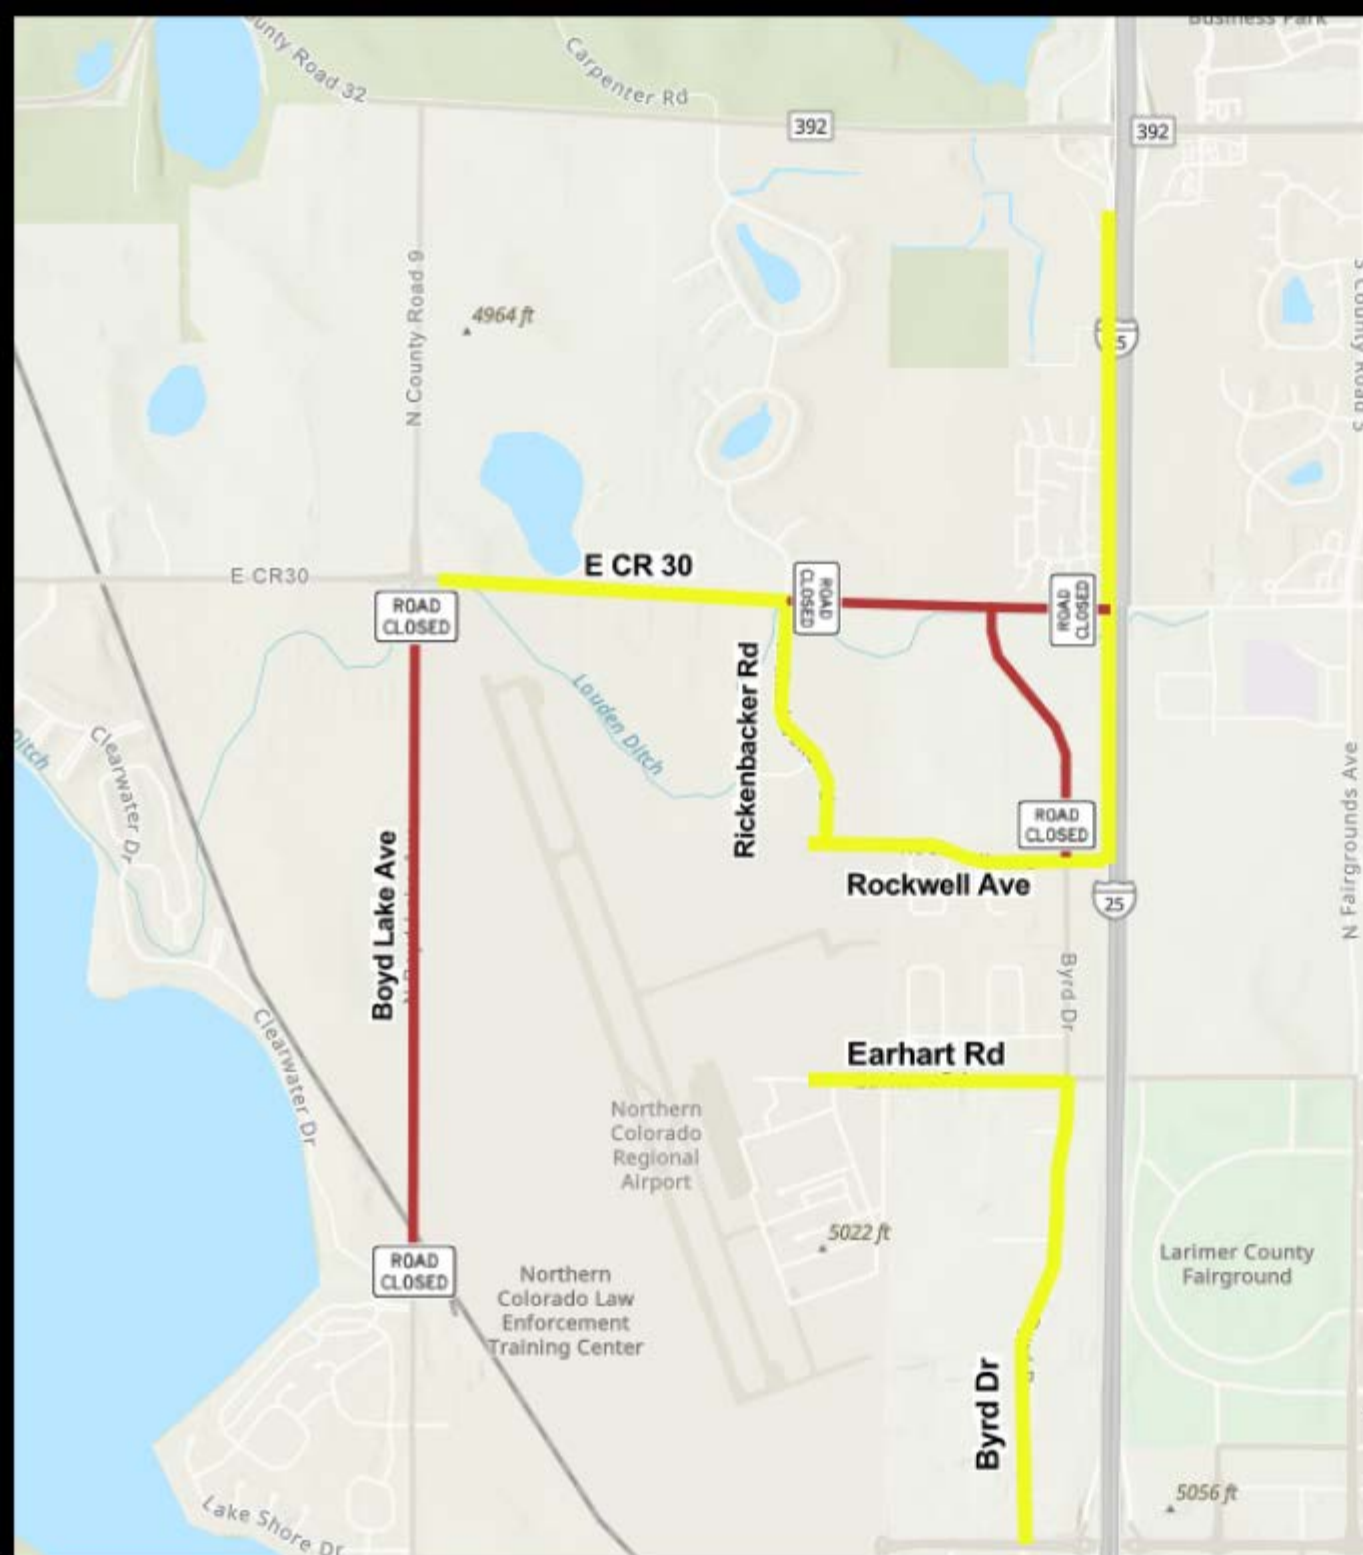 Business Park
ounty Road 32
Carpenter Rd
392
392
N County Road 9
4964 ft
5
S County Road 5
E CR 30
E CR30
ROAD
CLOSED
ROAD
CLOSED
ROAD
CLOSED
Rickenbacker Rd
Louden Ditch
Ditch
Clearwater Dr
N Fairgrounds Ave
ROAD
CLOSED
Boyd Lake Ave
Rockwell Ave
25
Byrd Dr
Clearwater Dr
Earhart Rd
Northern
Colorado
Regional
Airport
5022 ft
Larimer County
Fairground
ROAD
CLOSED
Northern
Colorado Law
Enforcement
Training Center
Byrd Dr
5056 ft
Lake Shore Dr